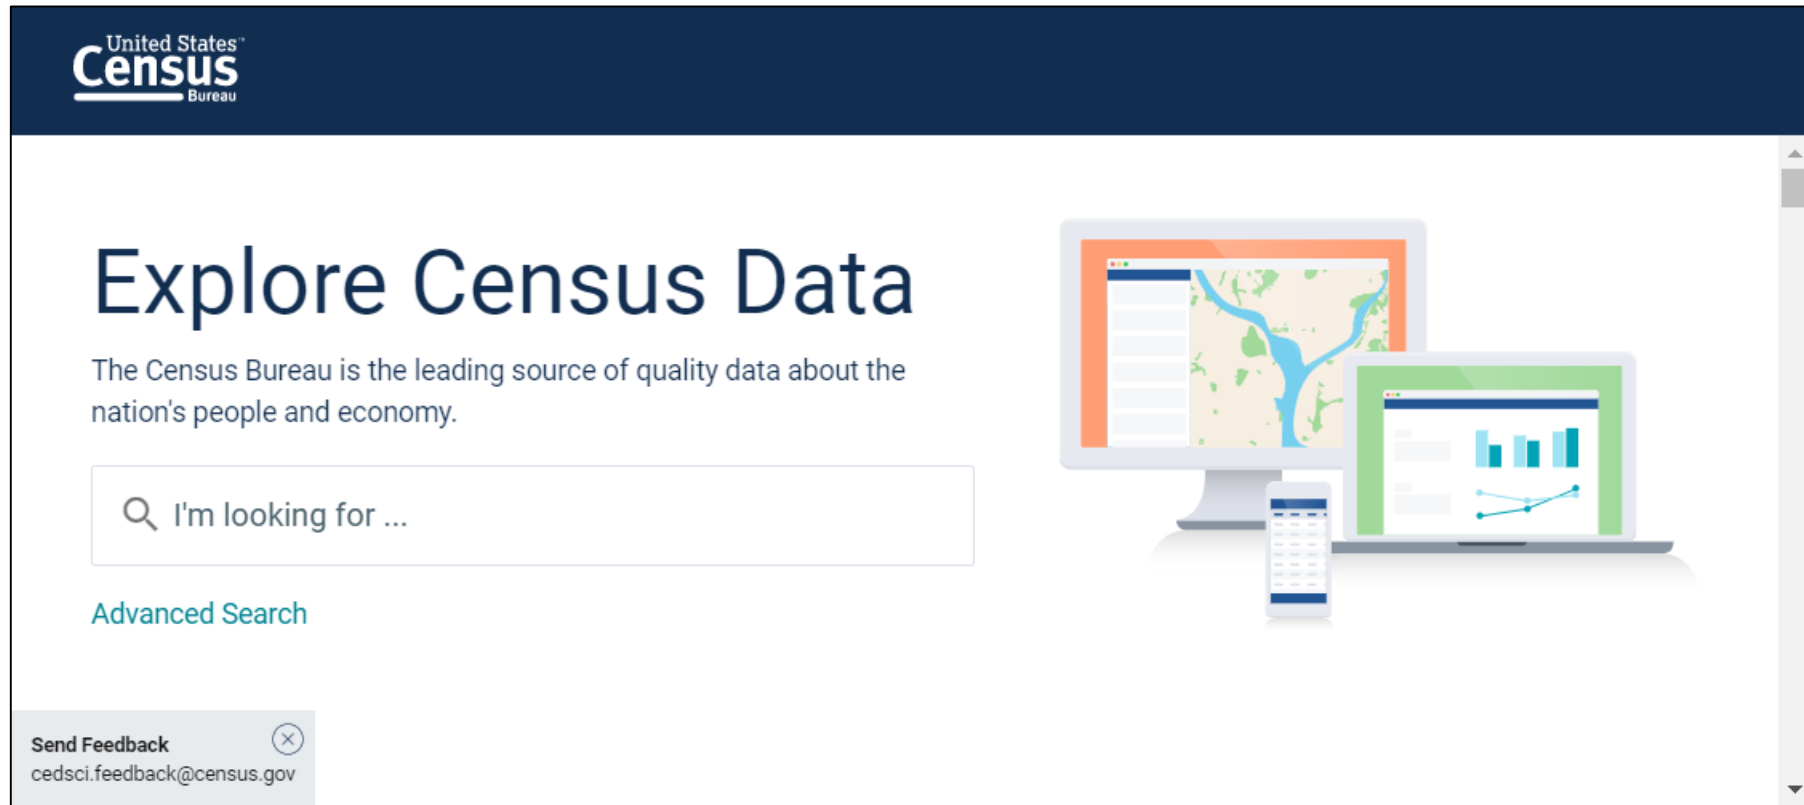 United States™
Census
Bureau
Explore Census Data
The Census Bureau is the leading source of quality data about the
nation's people and economy.
I'm looking for ...
Advanced Search
Send Feedback
cedsci.feedback@census.gov